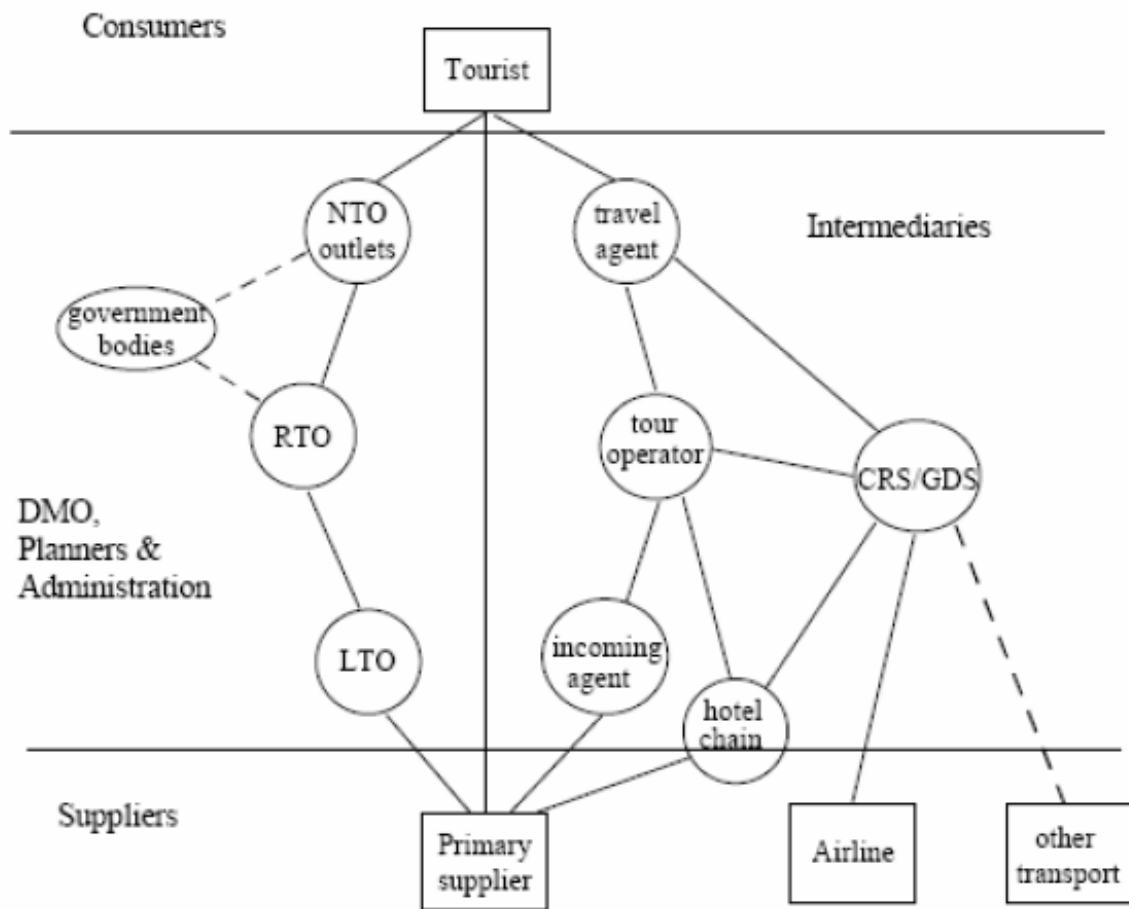 Consumers
Tourist
NTO
outlets
travel
agent
Intermediaries
government
bodies
RTO
tour
operator
CRS/GDS
DMO,
Planners &
Administration
LTO
incoming
agent
hotel
chain
Suppliers
Primary
supplier
Airline
other
transport